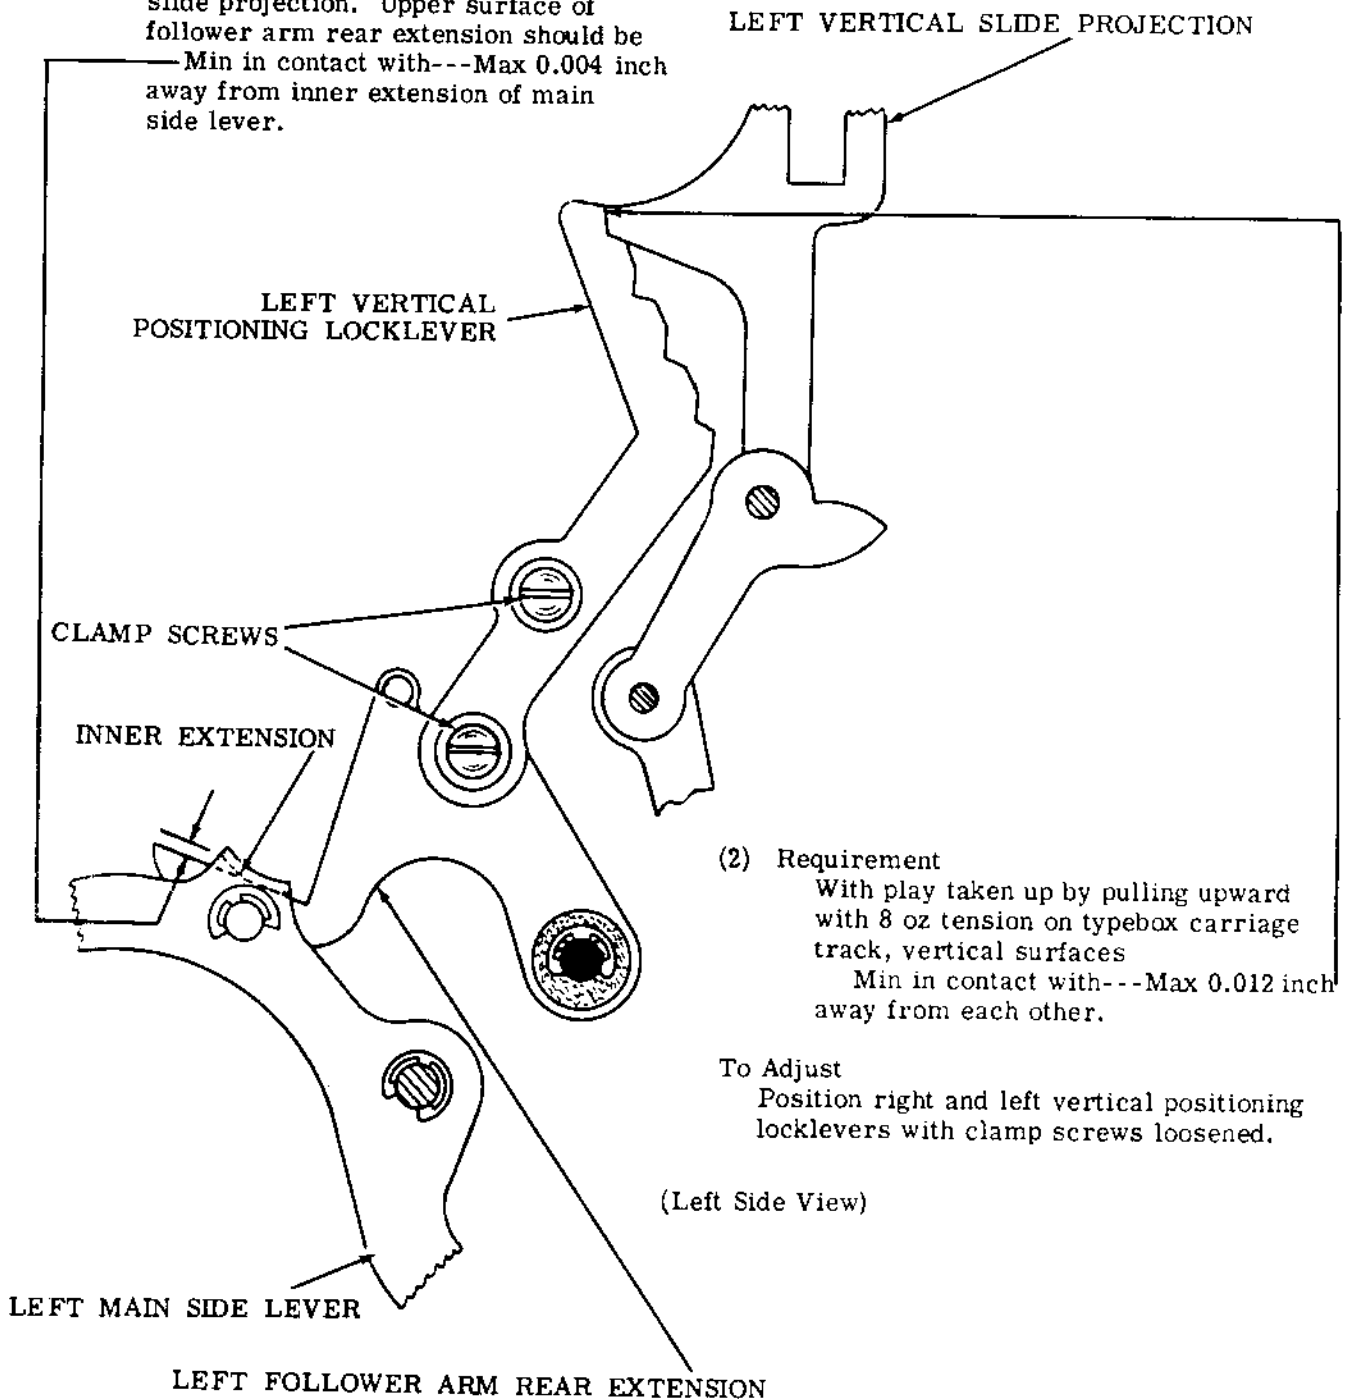 slide projection. Upper surface of
follower arm rear extension should be
Min in contact with---Max 0.004 inch
away from inner extension of main
side lever.
LEFT VERTICAL SLIDE PROJECTION
LEFT VERTICAL
POSITIONING LOCKLEVER
CLAMP SCREWS
INNER EXTENSION
(2) Requirement
With play taken up by pulling upward
with 8 oz tension on typebox carriage
track, vertical surfaces
Min in contact with---Max 0.012 inch
away from each other.
To Adjust
Position right and left vertical positioning
locklevers with clamp screws loosened.
(Left Side View)
LEFT MAIN SIDE LEVER
LEFT FOLLOWER ARM REAR EXTENSION